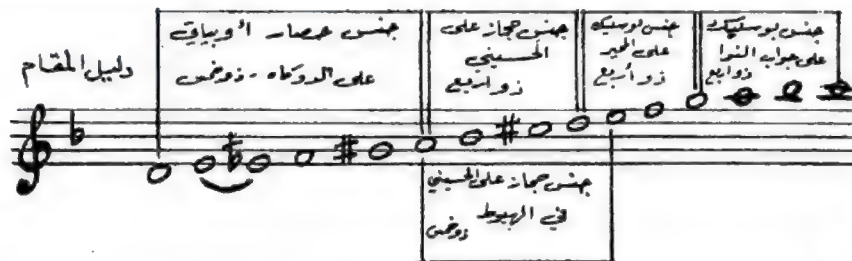 دليل المقام
جنس حصار أو بياتي
على الدوكاه - ذو خمس
جنس حجاز على
الحسيني
ذو أربع
جنس بوسليك
على المحير
ذو أربع
جنس بوسليك
على جواب النوا
ذو أربع
جنس حجاز على الحسيني
في الهبوط
ذو خمس